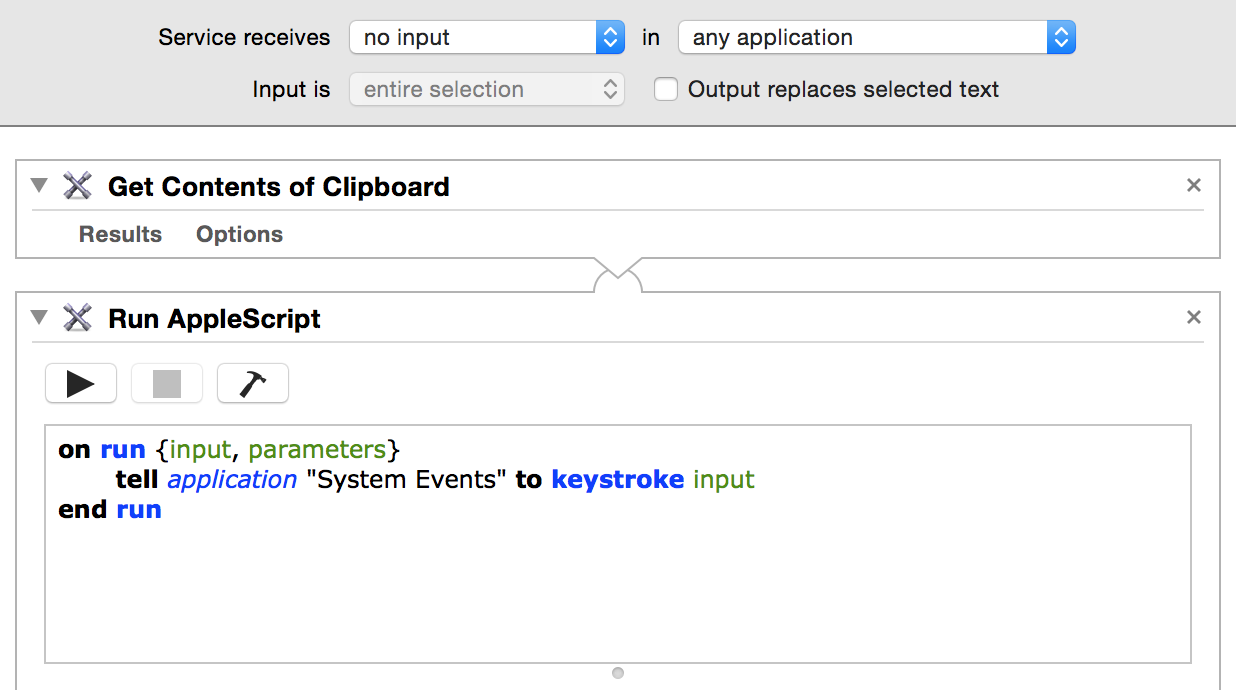 Service receives no input in any application
Input is entire selection Output replaces selected text
Get Contents of Clipboard
Results Options
Run AppleScript
on run {input, parameters}
tell application "System Events" to keystroke input
end run